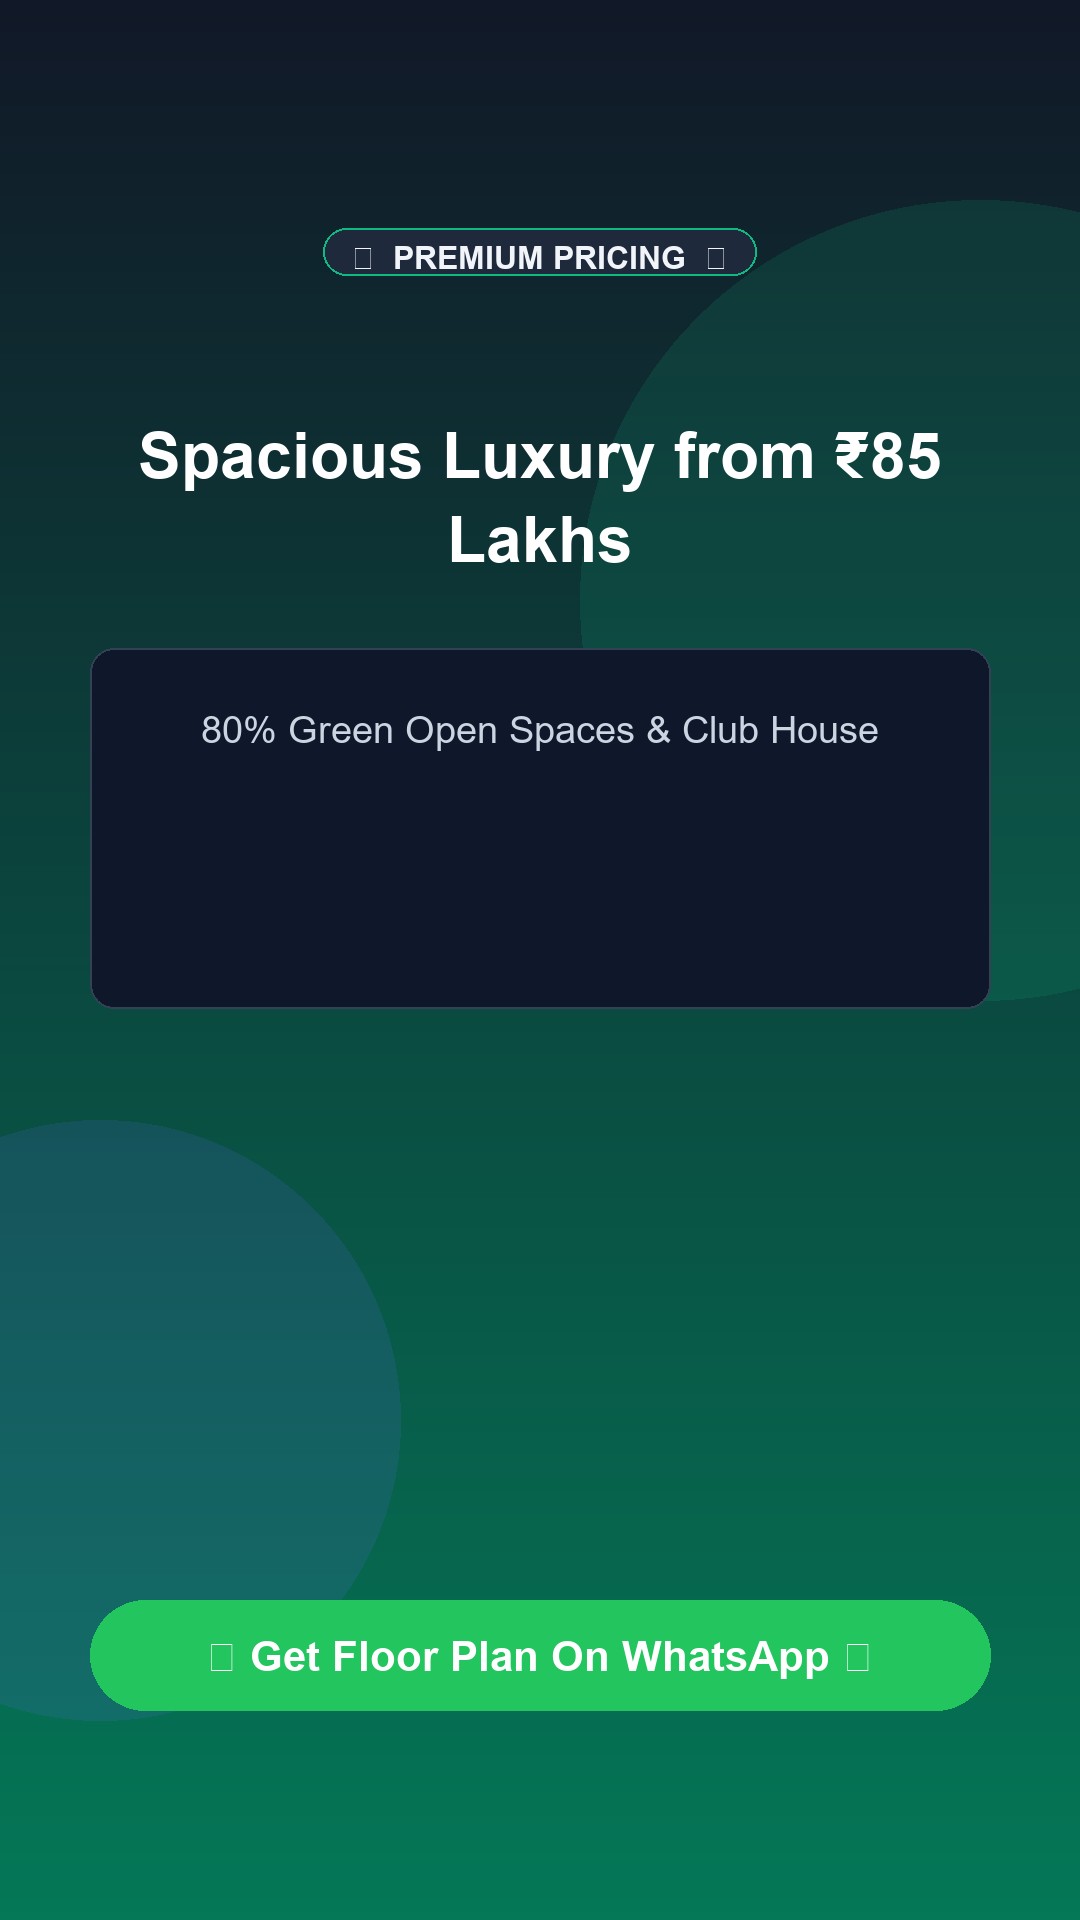 PREMIUM PRICING
Spacious Luxury from ₹85
Lakhs
80% Green Open Spaces & Club House
Get Floor Plan On WhatsApp